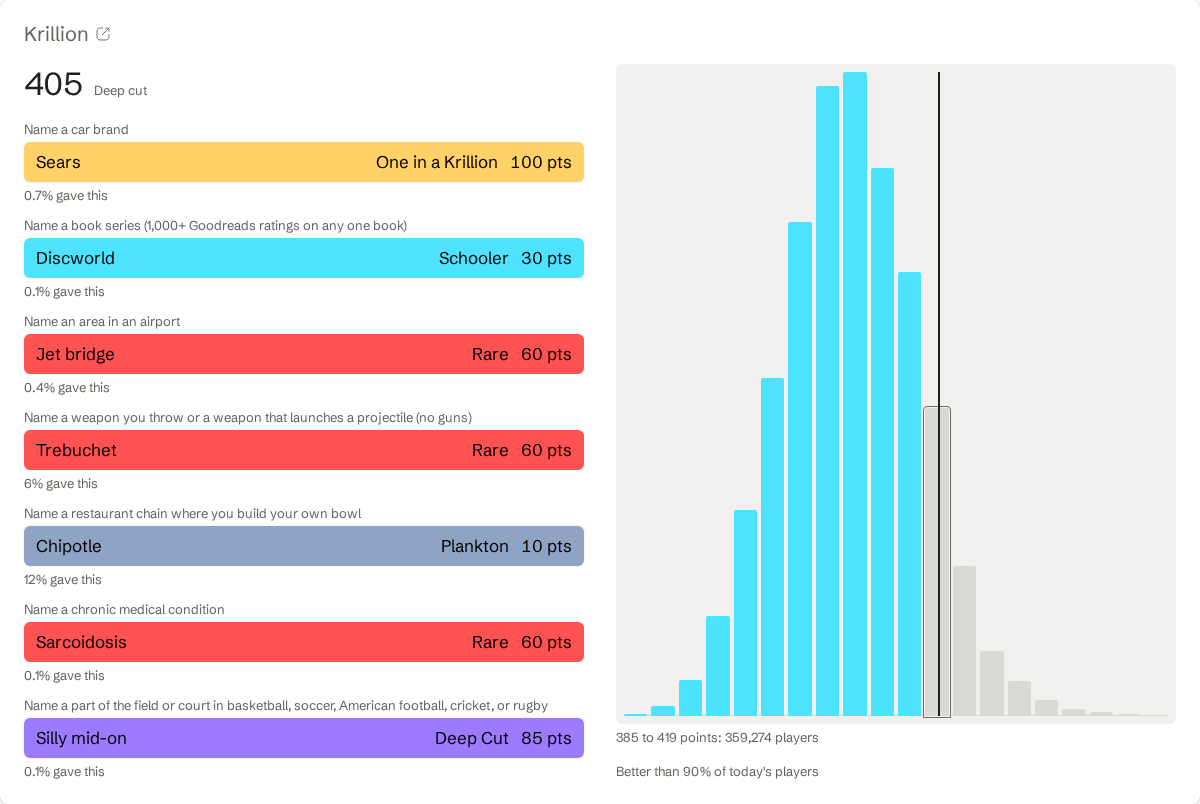 Krillion
405 Deep cut
Name a car brand
Sears One in a Krillion 100 pts
0.7% gave this
Name a book series (1,000+ Goodreads ratings on any one book)
Discworld Schooler 30 pts
0.1% gave this
Name an area in an airport
Jet bridge Rare 60 pts
0.4% gave this
Name a weapon you throw or a weapon that launches a projectile (no guns)
Trebuchet Rare 60 pts
6% gave this
Name a restaurant chain where you build your own bowl
Chipotle Plankton 10 pts
12% gave this
Name a chronic medical condition
Sarcoidosis Rare 60 pts
0.1% gave this
Name a part of the field or court in basketball, soccer, American football, cricket, or rugby
Silly mid-on Deep Cut 85 pts
0.1% gave this
385 to 419 points: 359,274 players
Better than 90% of today's players